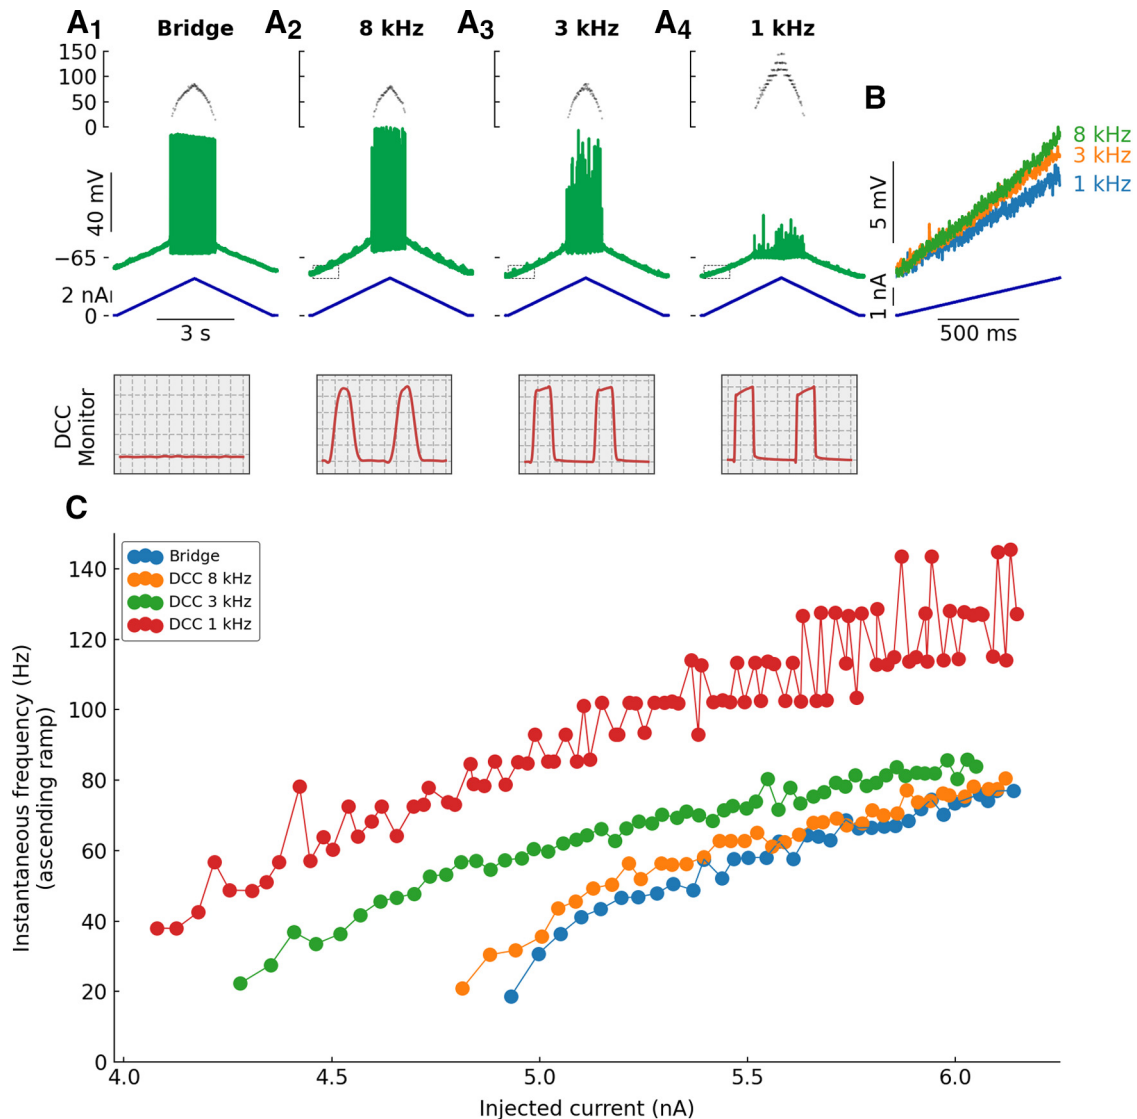 A1 Bridge A2 8 kHz A3 3 kHz A4 1 kHz
150
100
50
0
40 mV
−65
2 nA
0
3 s
B
8 kHz
3 kHz
1 kHz
5 mV
1 nA
500 ms
DCC
Monitor
C
Bridge
DCC 8 kHz
DCC 3 kHz
DCC 1 kHz
Instantaneous frequency (Hz)
(ascending ramp)
140
120
100
80
60
40
20
0
4.0 4.5 5.0 5.5 6.0
Injected current (nA)